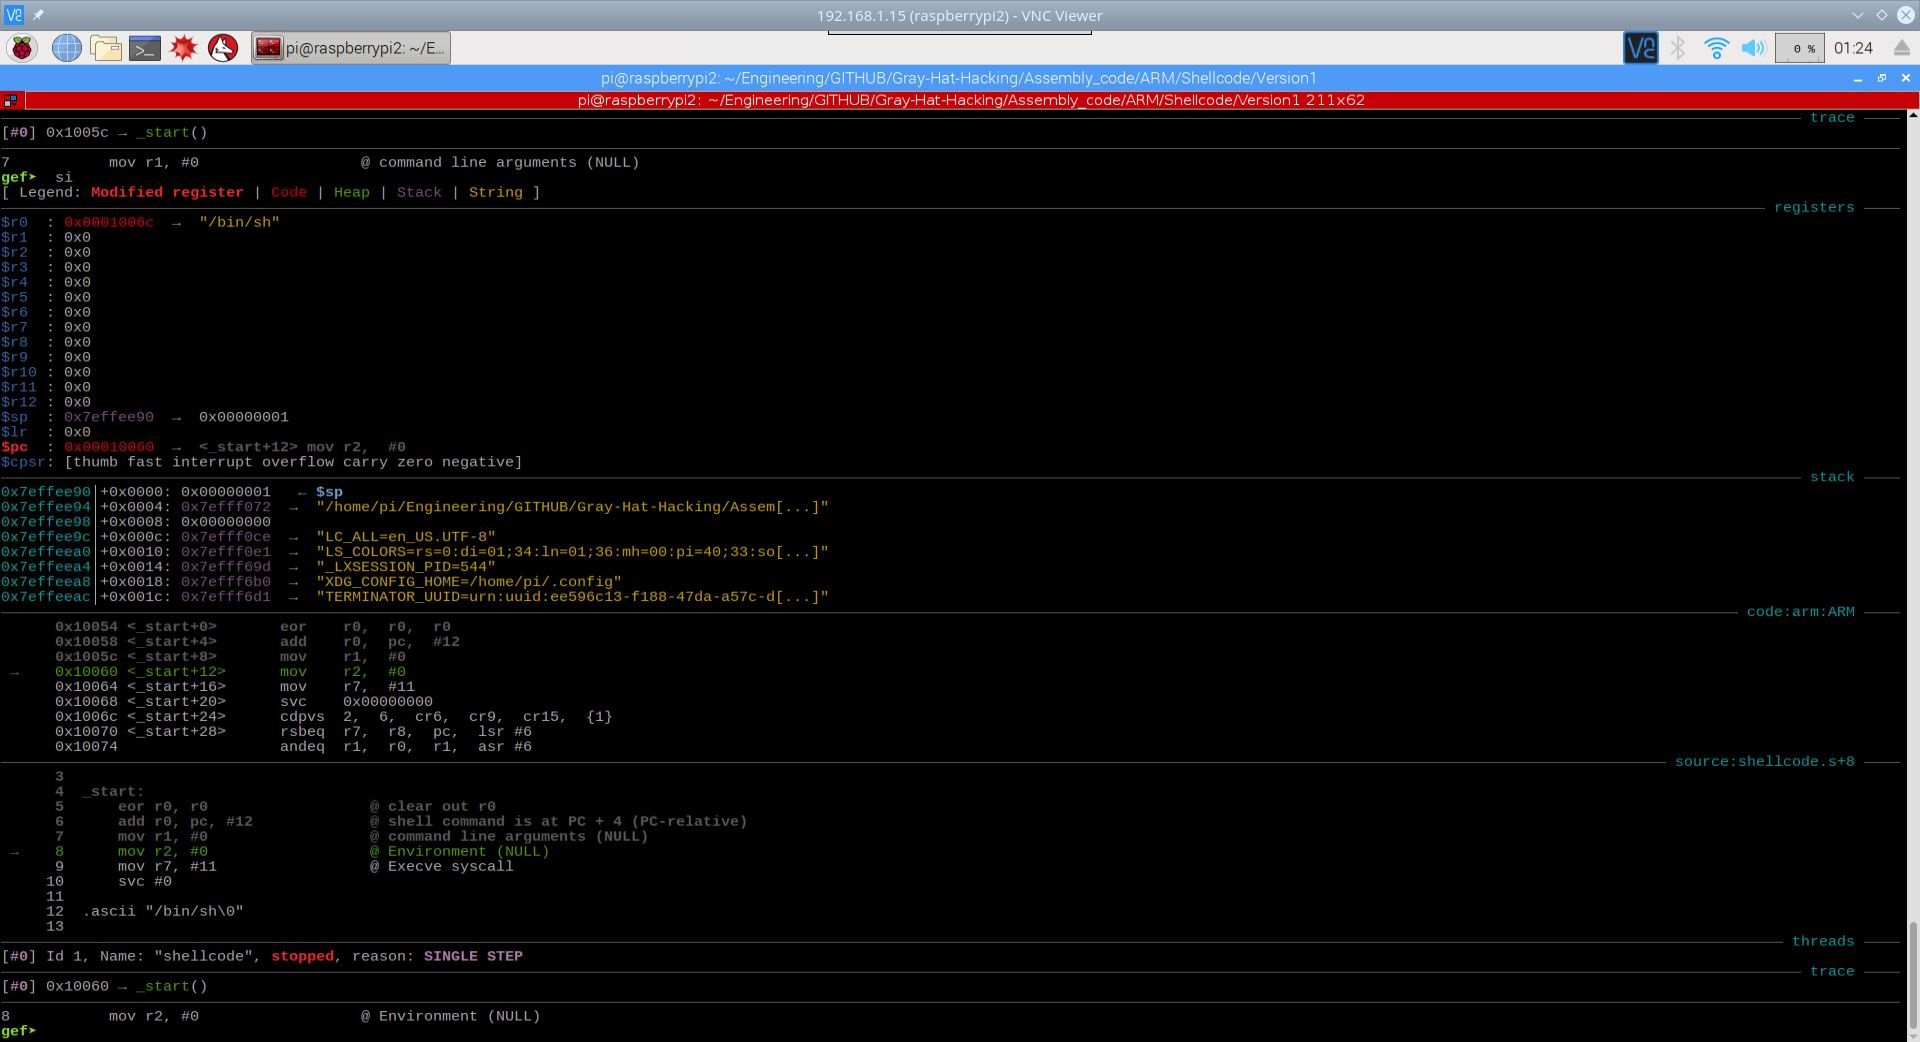 192.168.1.15 (raspberrypi2) - VNC Viewer
pi@raspberrypi2: ~/E...
0 %
01:24
pi@raspberrypi2: ~/Engineering/GITHUB/Gray-Hat-Hacking/Assembly_code/ARM/Shellcode/Version1
pi@raspberrypi2: ~/Engineering/GITHUB/Gray-Hat-Hacking/Assembly_code/ARM/Shellcode/Version1 211x62
trace
[#0] 0x1005c → _start()
7 mov r1, #0 @ command line arguments (NULL)
gef➤ si
[ Legend: Modified register | Code | Heap | Stack | String ]
registers
$r0 : 0x0001006c → "/bin/sh"
$r1 : 0x0
$r2 : 0x0
$r3 : 0x0
$r4 : 0x0
$r5 : 0x0
$r6 : 0x0
$r7 : 0x0
$r8 : 0x0
$r9 : 0x0
$r10 : 0x0
$r11 : 0x0
$r12 : 0x0
$sp : 0x7effee90 → 0x00000001
$lr : 0x0
$pc : 0x00010060 → <_start+12> mov r2, #0
$cpsr: [thumb fast interrupt overflow carry zero negative]
stack
0x7effee90│+0x0000: 0x00000001 ← $sp
0x7effee94│+0x0004: 0x7efff072 → "/home/pi/Engineering/GITHUB/Gray-Hat-Hacking/Assem[...]"
0x7effee98│+0x0008: 0x00000000
0x7effee9c│+0x000c: 0x7efff0ce → "LC_ALL=en_US.UTF-8"
0x7effeea0│+0x0010: 0x7efff0e1 → "LS_COLORS=rs=0:di=01;34:ln=01;36:mh=00:pi=40;33:so[...]"
0x7effeea4│+0x0014: 0x7efff69d → "_LXSESSION_PID=544"
0x7effeea8│+0x0018: 0x7efff6b0 → "XDG_CONFIG_HOME=/home/pi/.config"
0x7effeeac│+0x001c: 0x7efff6d1 → "TERMINATOR_UUID=urn:uuid:ee596c13-f188-47da-a57c-d[...]"
code:arm:ARM
0x10054 <_start+0> eor r0, r0, r0
0x10058 <_start+4> add r0, pc, #12
0x1005c <_start+8> mov r1, #0
→ 0x10060 <_start+12> mov r2, #0
0x10064 <_start+16> mov r7, #11
0x10068 <_start+20> svc 0x00000000
0x1006c <_start+24> cdpvs 2, 6, cr6, cr9, cr15, {1}
0x10070 <_start+28> rsbeq r7, r8, pc, lsr #6
0x10074 andeq r1, r0, r1, asr #6
source:shellcode.s+8
3
4 _start:
5 eor r0, r0 @ clear out r0
6 add r0, pc, #12 @ shell command is at PC + 4 (PC-relative)
7 mov r1, #0 @ command line arguments (NULL)
→ 8 mov r2, #0 @ Environment (NULL)
9 mov r7, #11 @ Execve syscall
10 svc #0
11
12 .ascii "/bin/sh\0"
13
threads
[#0] Id 1, Name: "shellcode", stopped, reason: SINGLE STEP
trace
[#0] 0x10060 → _start()
8 mov r2, #0 @ Environment (NULL)
gef➤